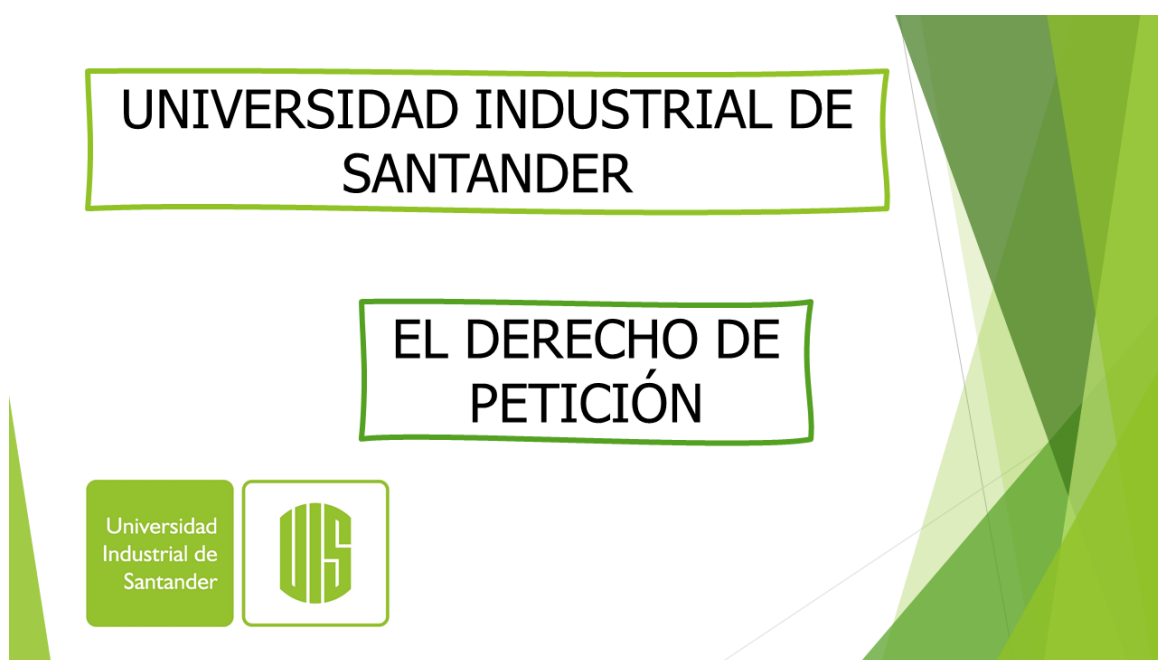 UNIVERSIDAD INDUSTRIAL DE
SANTANDER
EL DERECHO DE
PETICIÓN
Universidad
Industrial de
Santander
UIS